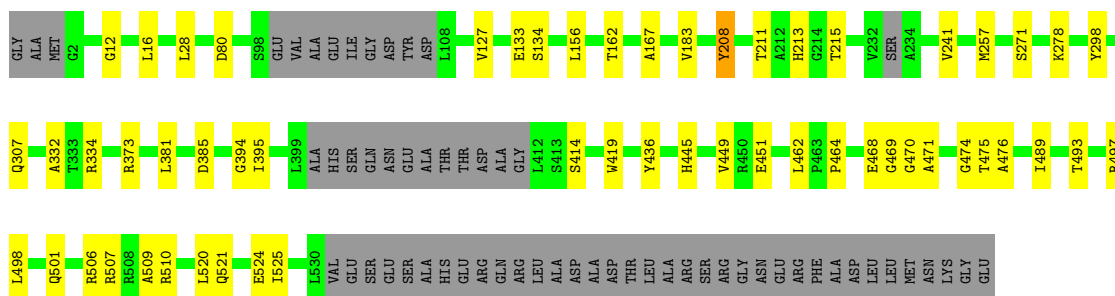 GLY ALA MET G2 G12 L16 L28 D80 S98 GLU VAL ALA GLU ILE GLY ASP TYR ASP L108 V127 E133 S134 L156 T162 A167 V183 Y208 T211 A212 H213 G214 T215 V232 SER A234 V241 M257 S271 K278 Y298
Q307 A332 T333 R334 R373 L381 D385 G394 I395 L399 ALA HIS SER GLN ASN GLU ALA THR THR ASP ALA GLY L412 S413 S414 W419 Y436 H445 V449 R450 E451 L462 P463 P464 E468 G469 G470 A471 G474 T475 A476 I489 T493
L498 Q501 R506 R507 R508 A509 R510 L520 Q521 E524 I525 L530 VAL GLU SER GLU SER ALA HIS GLU ARG GLN ARG LEU ALA ASP ALA ASP THR LEU ALA ARG SER ARG GLY ASN GLU ARG PHE ALA ASP LEU LEU MET ASN LYS GLY GLU